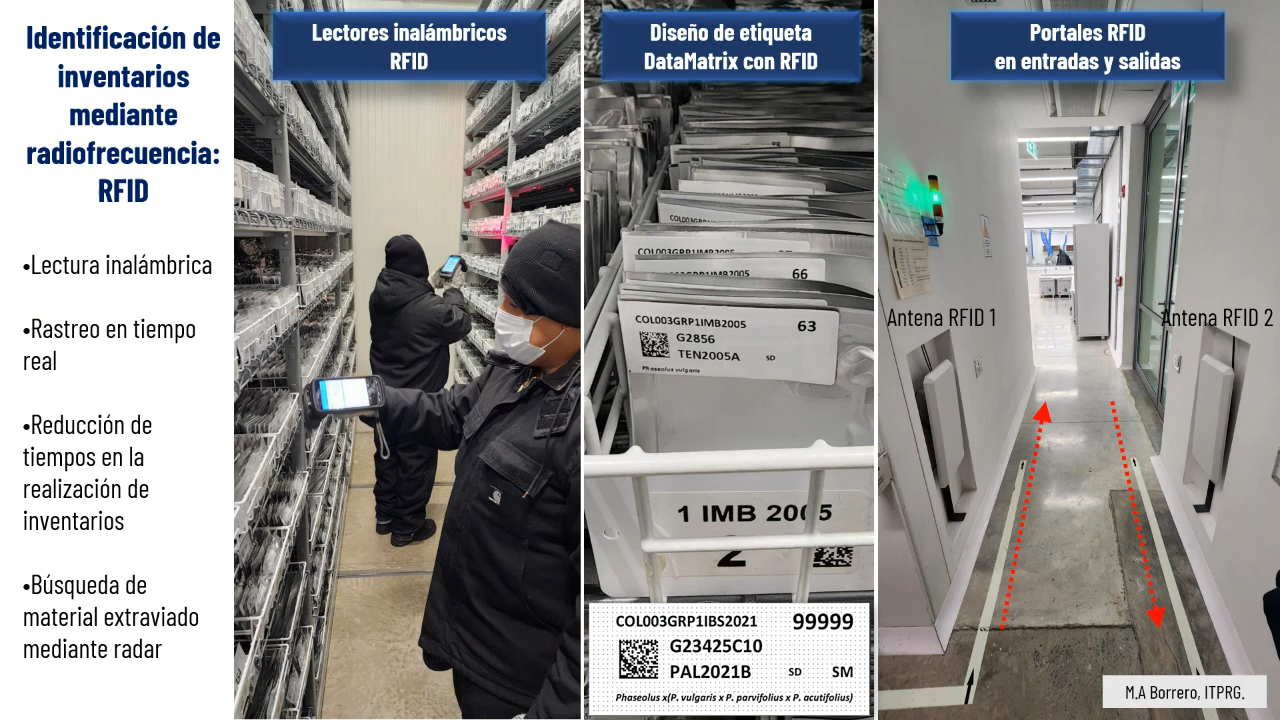 Identificación de
inventarios
mediante
radiofrecuencia:
RFID
•Lectura inalámbrica
•Rastreo en tiempo
real
•Reducción de
tiempos en la
realización de
inventarios
•Búsqueda de
material extraviado
mediante radar
Lectores inalámbricos
RFID
Diseño de etiqueta
DataMatrix con RFID
COL003GRP1IMB2005
66
COL003GRP1IMB2005 63
G2856
TEN2005A SD
Phaseolus vulgaris
1 IMB 2005
2
COL003GRP1IBS2021 99999
G23425C10
PAL2021B SD SM
Phaseolus x(P. vulgaris x P. parvifolius x P. acutifolius)
Portales RFID
en entradas y salidas
Antena RFID 1
Antena RFID 2
M.A Borrero, ITPRG.